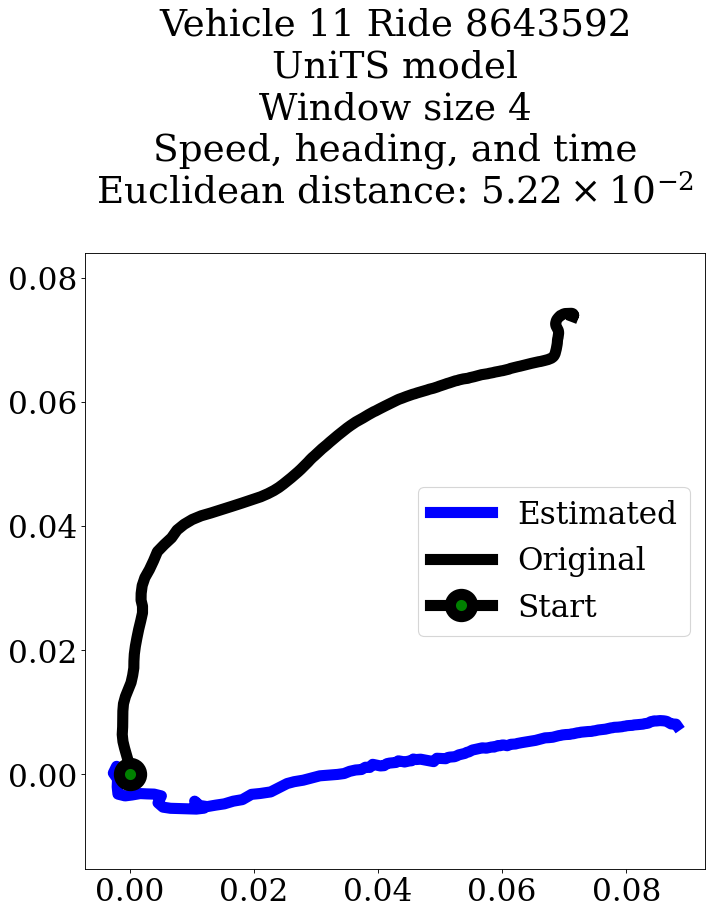 Vehicle 11 Ride 8643592
UniTS model
Window size 4
Speed, heading, and time
Euclidean distance: 5.22 × 10⁻²
0.08
0.06
0.04
0.02
0.00
Estimated
Original
Start
0.00 0.02 0.04 0.06 0.08